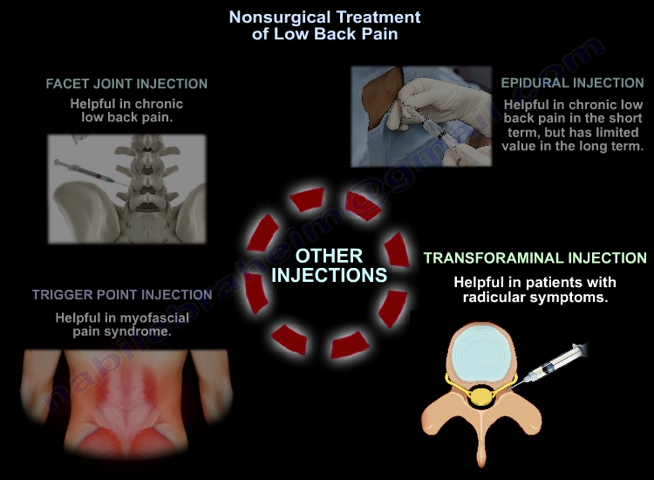 Nonsurgical Treatment
of Low Back Pain
FACET JOINT INJECTION
Helpful in chronic
low back pain.
EPIDURAL INJECTION
Helpful in chronic low
back pain in the short
term, but has limited
value in the long term.
OTHER
INJECTIONS
TRANSFORAMINAL INJECTION
Helpful in patients with
radicular symptoms.
TRIGGER POINT INJECTION
Helpful in myofascial
pain syndrome.